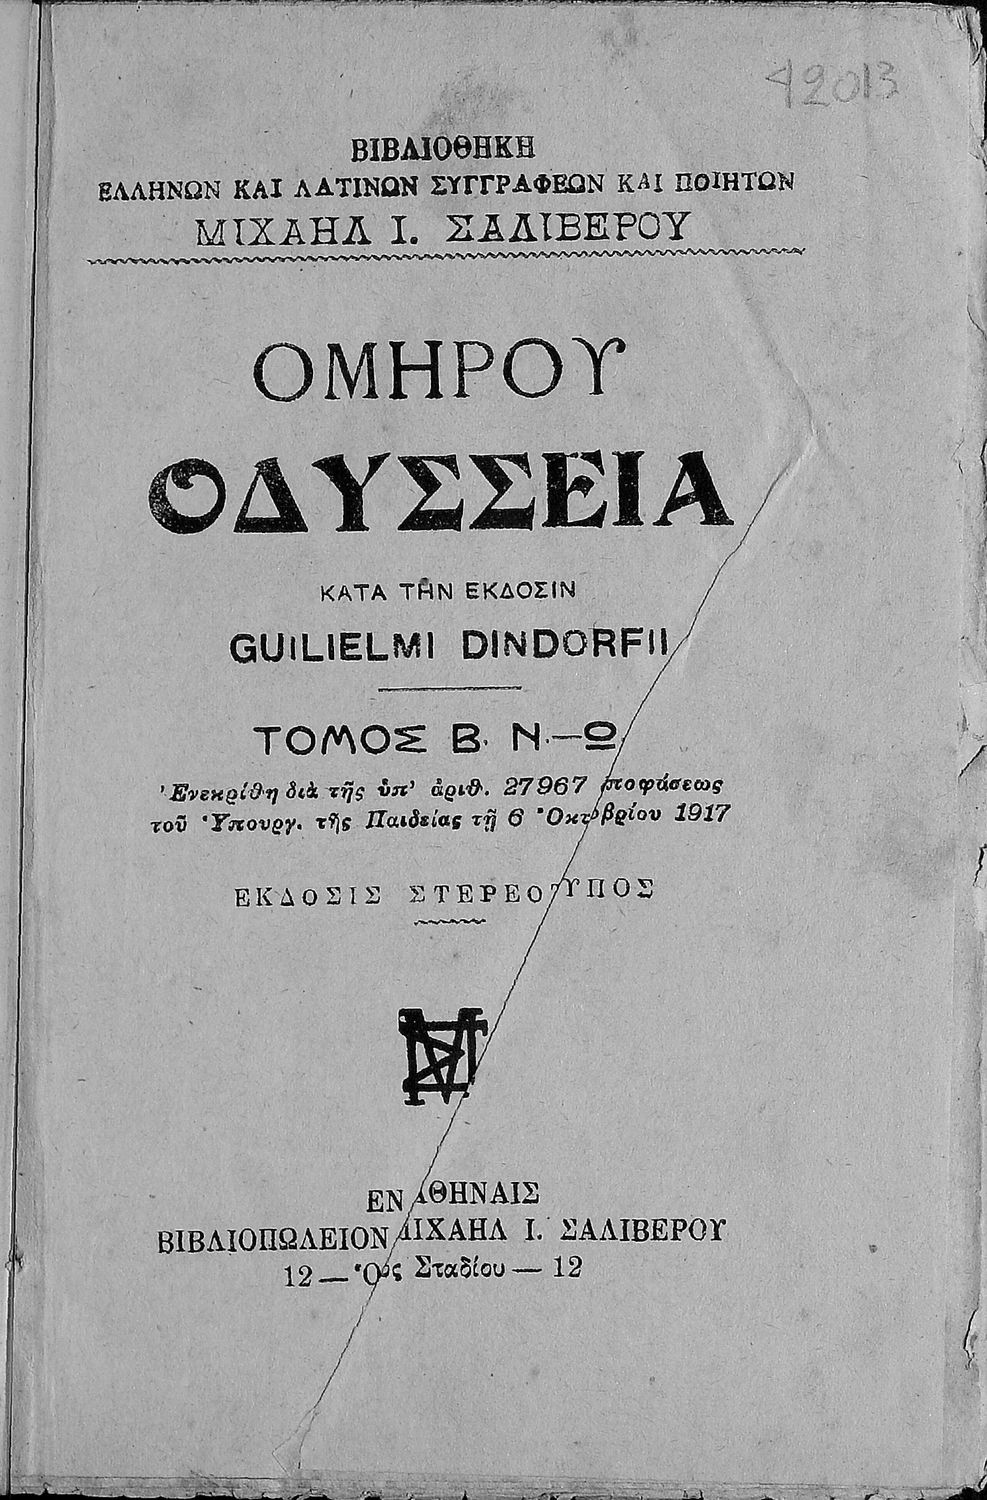 42013
ΒΙΒΛΙΟΘΗΚΗ
ΕΛΛΗΝΩΝ ΚΑΙ ΛΑΤΙΝΩΝ ΣΥΓΓΡΑΦΕΩΝ ΚΑΙ ΠΟΙΗΤΩΝ
ΜΙΧΑΗΛ Ι. ΣΑΛΙΒΕΡΟΥ
ΟΜΗΡΟΥ
ΟΔΥΣΣΕΙΑ
ΚΑΤΑ ΤΗΝ ΕΚΔΟΣΙΝ
GUILIELMI DINDORFII
ΤΟΜΟΣ Β. Ν.—Ω.
Ἐνεκρίθη διὰ τῆς ὑπ' ἀριθ. 27967 ἀποφάσεως
τοῦ Ὑπουργ. τῆς Παιδείας τῇ 6 Ὀκτωβρίου 1917
ΕΚΔΟΣΙΣ ΣΤΕΡΕΟΤΥΠΟΣ
ΕΝ ΑΘΗΝΑΙΣ
ΒΙΒΛΙΟΠΩΛΕΙΟΝ ΜΙΧΑΗΛ Ι. ΣΑΛΙΒΕΡΟΥ
12—Ὁδὸς Σταδίου—12